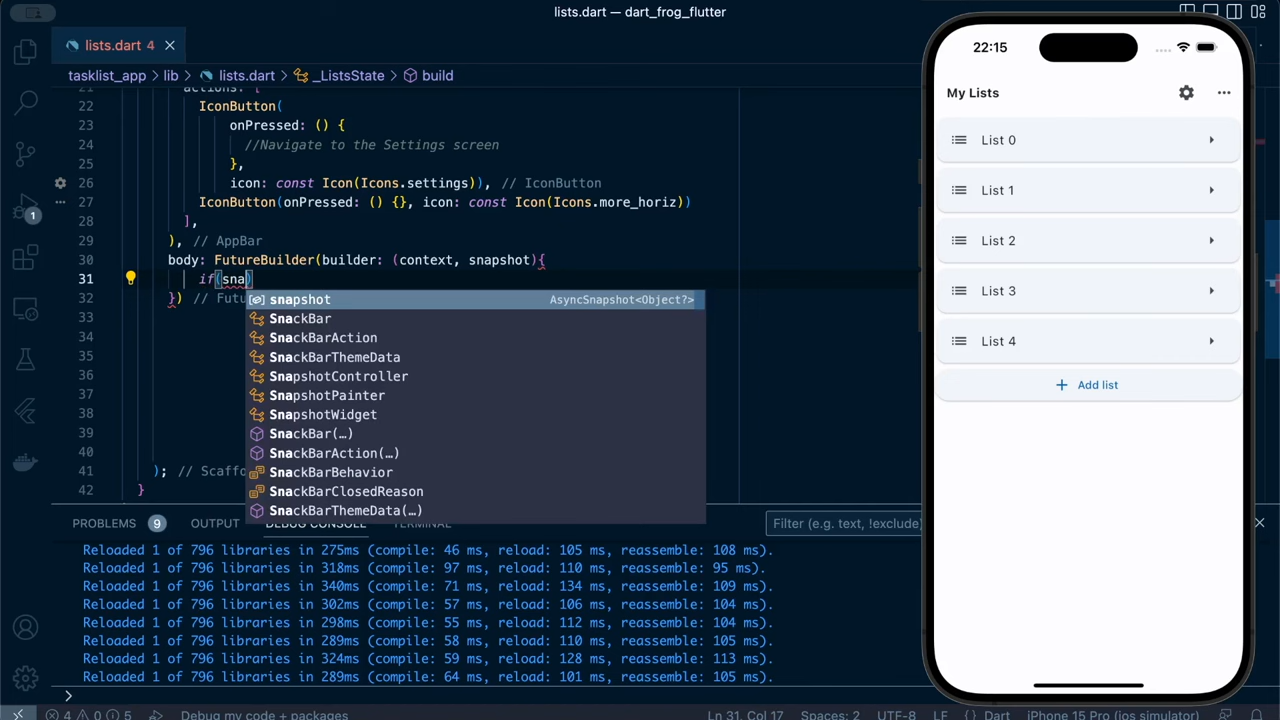 lists.dart — dart_frog_flutter
lists.dart 4
tasklist_app lib lists.dart _ListsState build
21 actions: [
22 IconButton(
23 onPressed: () {
24 //Navigate to the Settings screen
25 },
26 icon: const Icon(Icons.settings)), // IconButton
27 IconButton(onPressed: () {}, icon: const Icon(Icons.more_horiz))
28 ],
29 ), // AppBar
30 body: FutureBuilder(builder: (context, snapshot){
31 if(sna)
32 }) // Futu
33
34
35
36
37
38
39
40
41 ); // Scaffo
42 }
snapshot AsyncSnapshot<Object?>
SnackBar
SnackBarAction
SnackBarThemeData
SnapshotController
SnapshotPainter
SnapshotWidget
SnackBar(…)
SnackBarAction(…)
SnackBarBehavior
SnackBarClosedReason
SnackBarThemeData(…)
1
PROBLEMS 9 OUTPUT DEBUG CONSOLE TERMINAL Filter (e.g. text, !exclude)
Reloaded 1 of 796 libraries in 275ms (compile: 46 ms, reload: 105 ms, reassemble: 108 ms).
Reloaded 1 of 796 libraries in 318ms (compile: 97 ms, reload: 110 ms, reassemble: 95 ms).
Reloaded 1 of 796 libraries in 340ms (compile: 71 ms, reload: 134 ms, reassemble: 109 ms).
Reloaded 1 of 796 libraries in 302ms (compile: 57 ms, reload: 106 ms, reassemble: 104 ms).
Reloaded 1 of 796 libraries in 298ms (compile: 55 ms, reload: 112 ms, reassemble: 104 ms).
Reloaded 1 of 796 libraries in 289ms (compile: 58 ms, reload: 110 ms, reassemble: 105 ms).
Reloaded 1 of 796 libraries in 324ms (compile: 59 ms, reload: 128 ms, reassemble: 113 ms).
Reloaded 1 of 796 libraries in 289ms (compile: 64 ms, reload: 101 ms, reassemble: 105 ms).
4 0 5 Debug my code + packages Ln 31, Col 17 Spaces: 2 UTF-8 LF {} Dart iPhone 15 Pro (ios simulator)
22:15
My Lists
List 0
List 1
List 2
List 3
List 4
Add list